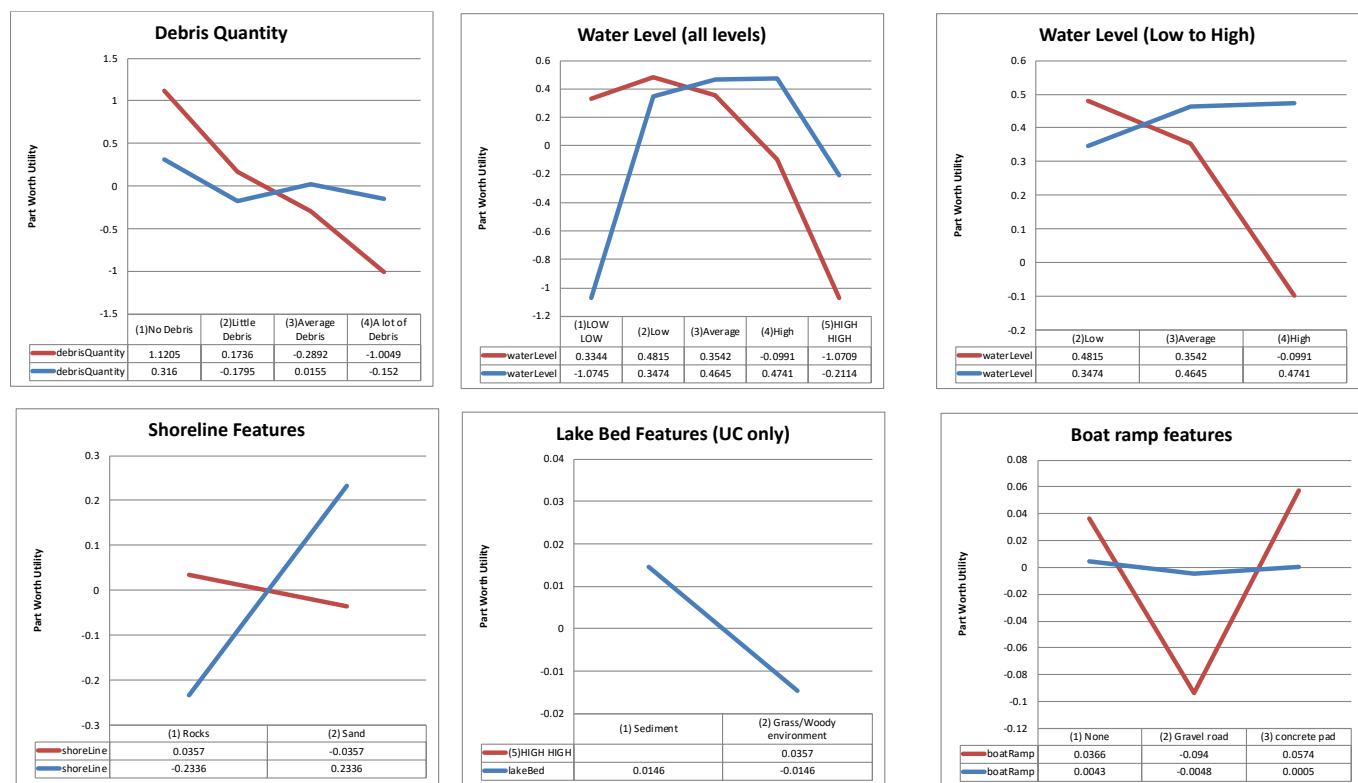 Debris Quantity
Part Worth Utility
1.5
1
0.5
0
-0.5
-1
-1.5
(1)No Debris (2)Little Debris (3)Average Debris (4)A lot of Debris
debrisQuantity 1.1205 0.1736 -0.2892 -1.0049
debrisQuantity 0.316 -0.1795 0.0155 -0.152
Water Level (all levels)
Part Worth Utility
0.6
0.4
0.2
0
-0.2
-0.4
-0.6
-0.8
-1
-1.2
(1)LOW LOW (2)Low (3)Average (4)High (5)HIGH HIGH
waterLevel 0.3344 0.4815 0.3542 -0.0991 -1.0709
waterLevel -1.0745 0.3474 0.4645 0.4741 -0.2114
Water Level (Low to High)
Part Worth Utility
0.6
0.5
0.4
0.3
0.2
0.1
0
-0.1
-0.2
(2)Low (3)Average (4)High
waterLevel 0.4815 0.3542 -0.0991
waterLevel 0.3474 0.4645 0.4741
Shoreline Features
Part Worth Utility
0.3
0.2
0.1
0
-0.1
-0.2
-0.3
(1) Rocks (2) Sand
shoreLine 0.0357 -0.0357
shoreLine -0.2336 0.2336
Lake Bed Features (UC only)
Part Worth Utility
0.04
0.03
0.02
0.01
0
-0.01
-0.02
(1) Sediment (2) Grass/Woody environment
(5)HIGH HIGH 0.0357
lakeBed 0.0146 -0.0146
Boat ramp features
Part Worth Utility
0.08
0.06
0.04
0.02
0
-0.02
-0.04
-0.06
-0.08
-0.1
-0.12
(1) None (2) Gravel road (3) concrete pad
boatRamp 0.0366 -0.094 0.0574
boatRamp 0.0043 -0.0048 0.0005